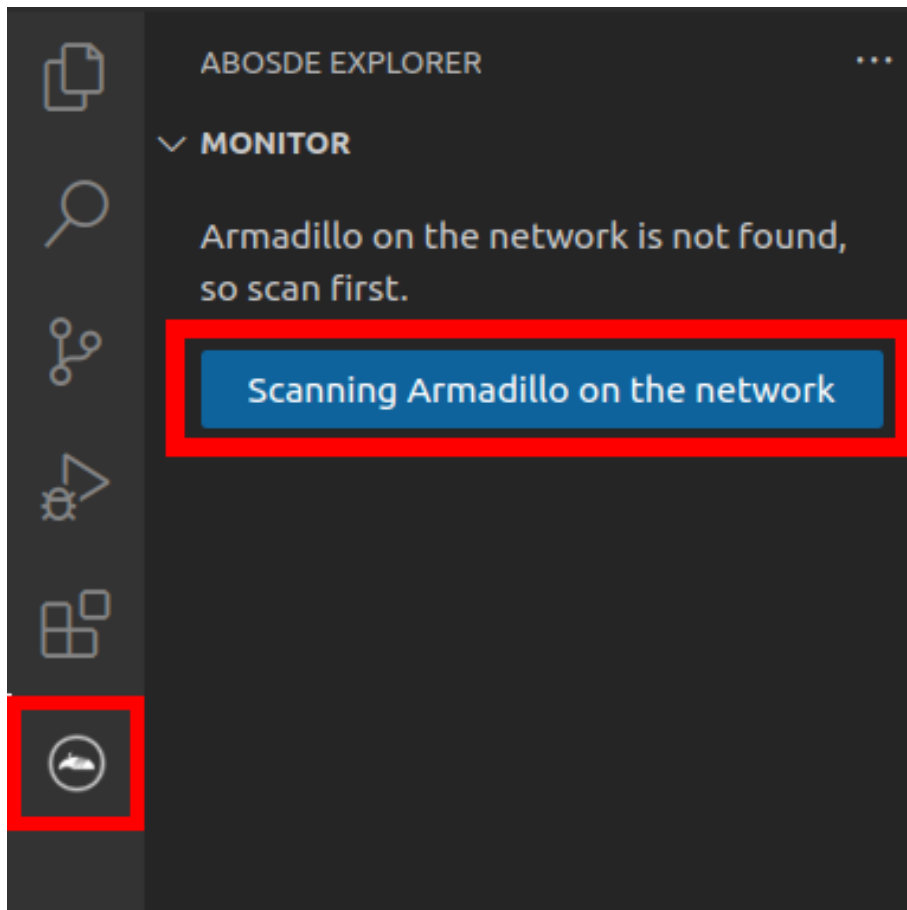 ABOSDE EXPLORER
MONITOR
Armadillo on the network is not found,
so scan first.
Scanning Armadillo on the network